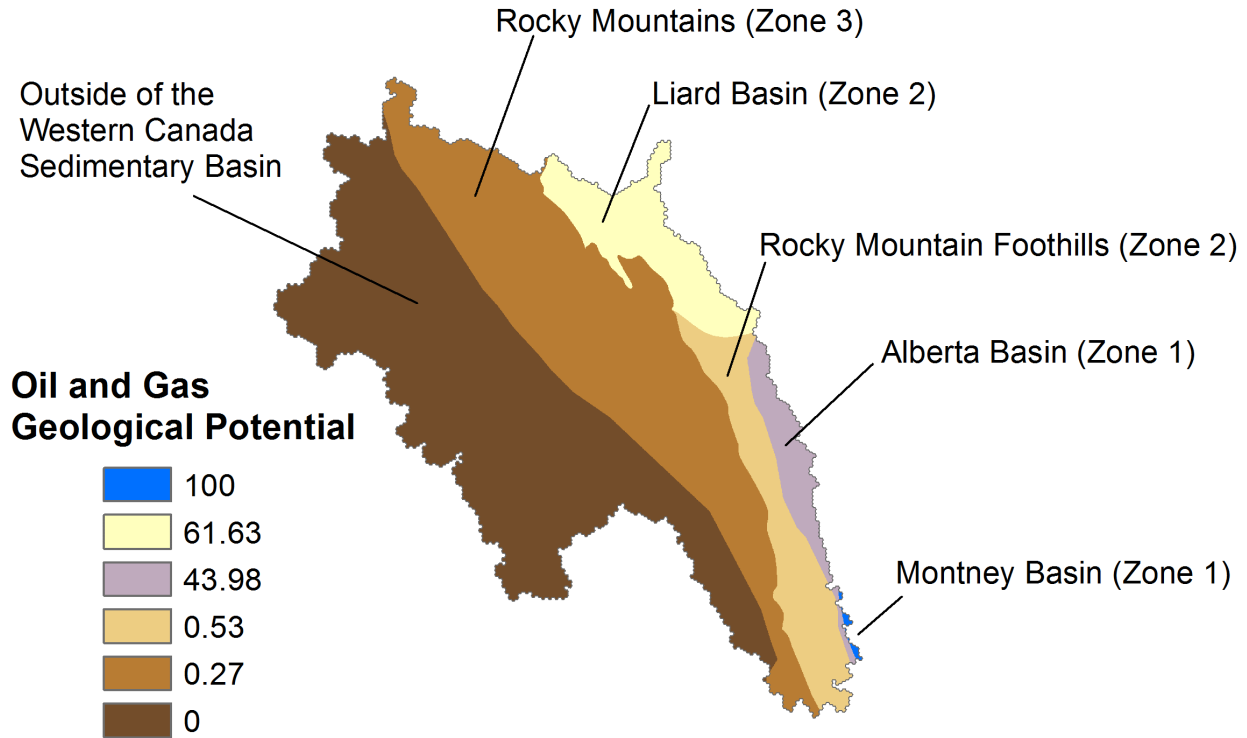 Rocky Mountains (Zone 3)
Liard Basin (Zone 2)
Outside of the
Western Canada
Sedimentary Basin
Rocky Mountain Foothills (Zone 2)
Alberta Basin (Zone 1)
Montney Basin (Zone 1)
Oil and Gas
Geological Potential
100
61.63
43.98
0.53
0.27
0